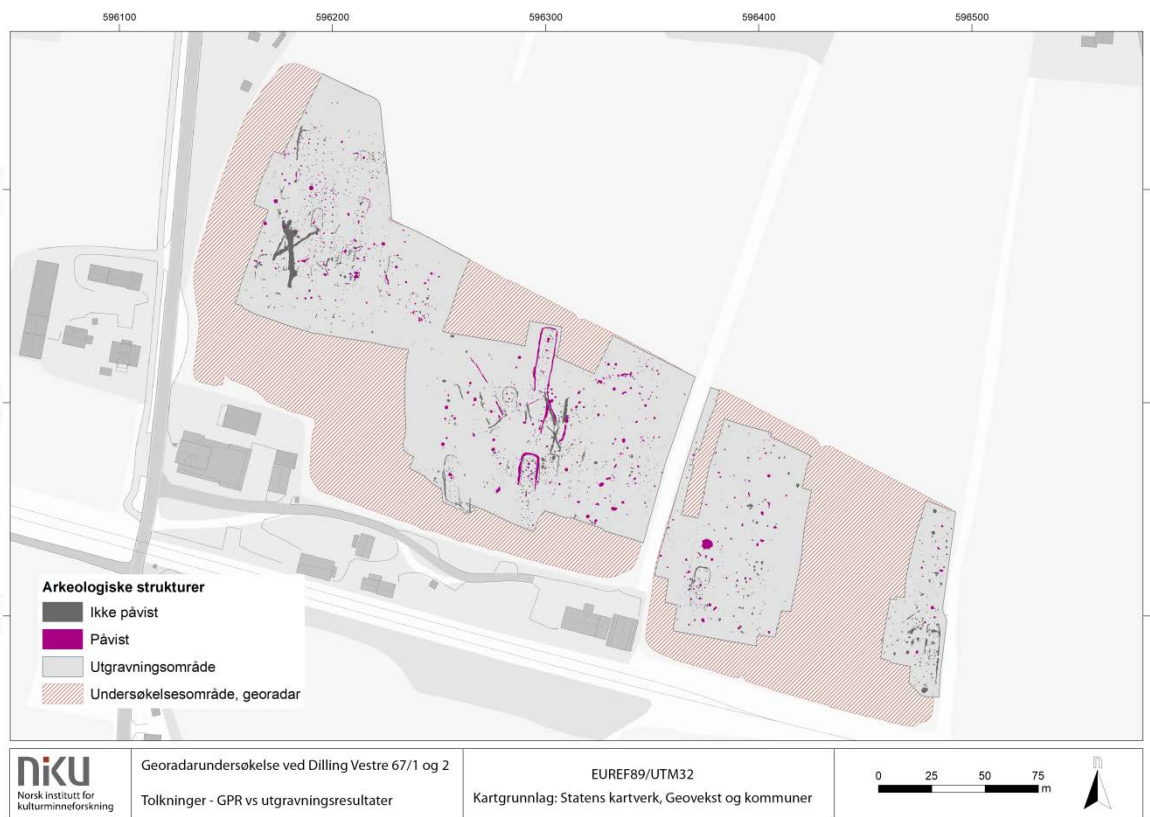 596100 596200 596300 596400 596500
Arkeologiske strukturer
Ikke påvist
Påvist
Utgravningsområde
Undersøkelsesområde, georadar
niku
Norsk institutt for
kulturminneforskning
Georadarundersøkelse ved Dilling Vestre 67/1 og 2
Tolkninger - GPR vs utgravningsresultater
EUREF89/UTM32
Kartgrunnlag: Statens kartverk, Geovekst og kommuner
0 25 50 75
m
n